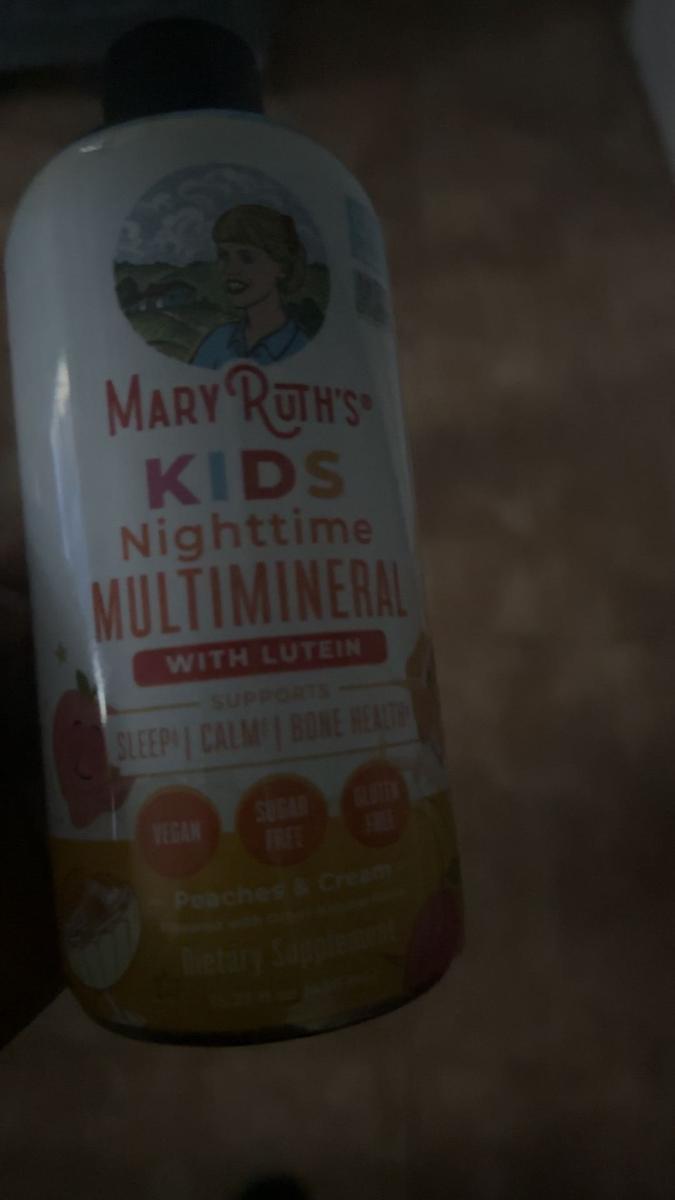 MARY RUTH'S®
KIDS
Nighttime
MULTIMINERAL
WITH LUTEIN
SUPPORTS
SLEEP‡ | CALM‡ | BONE HEALTH‡
VEGAN
SUGAR
FREE
GLUTEN
FREE
Peaches & Cream
Dietary Supplement